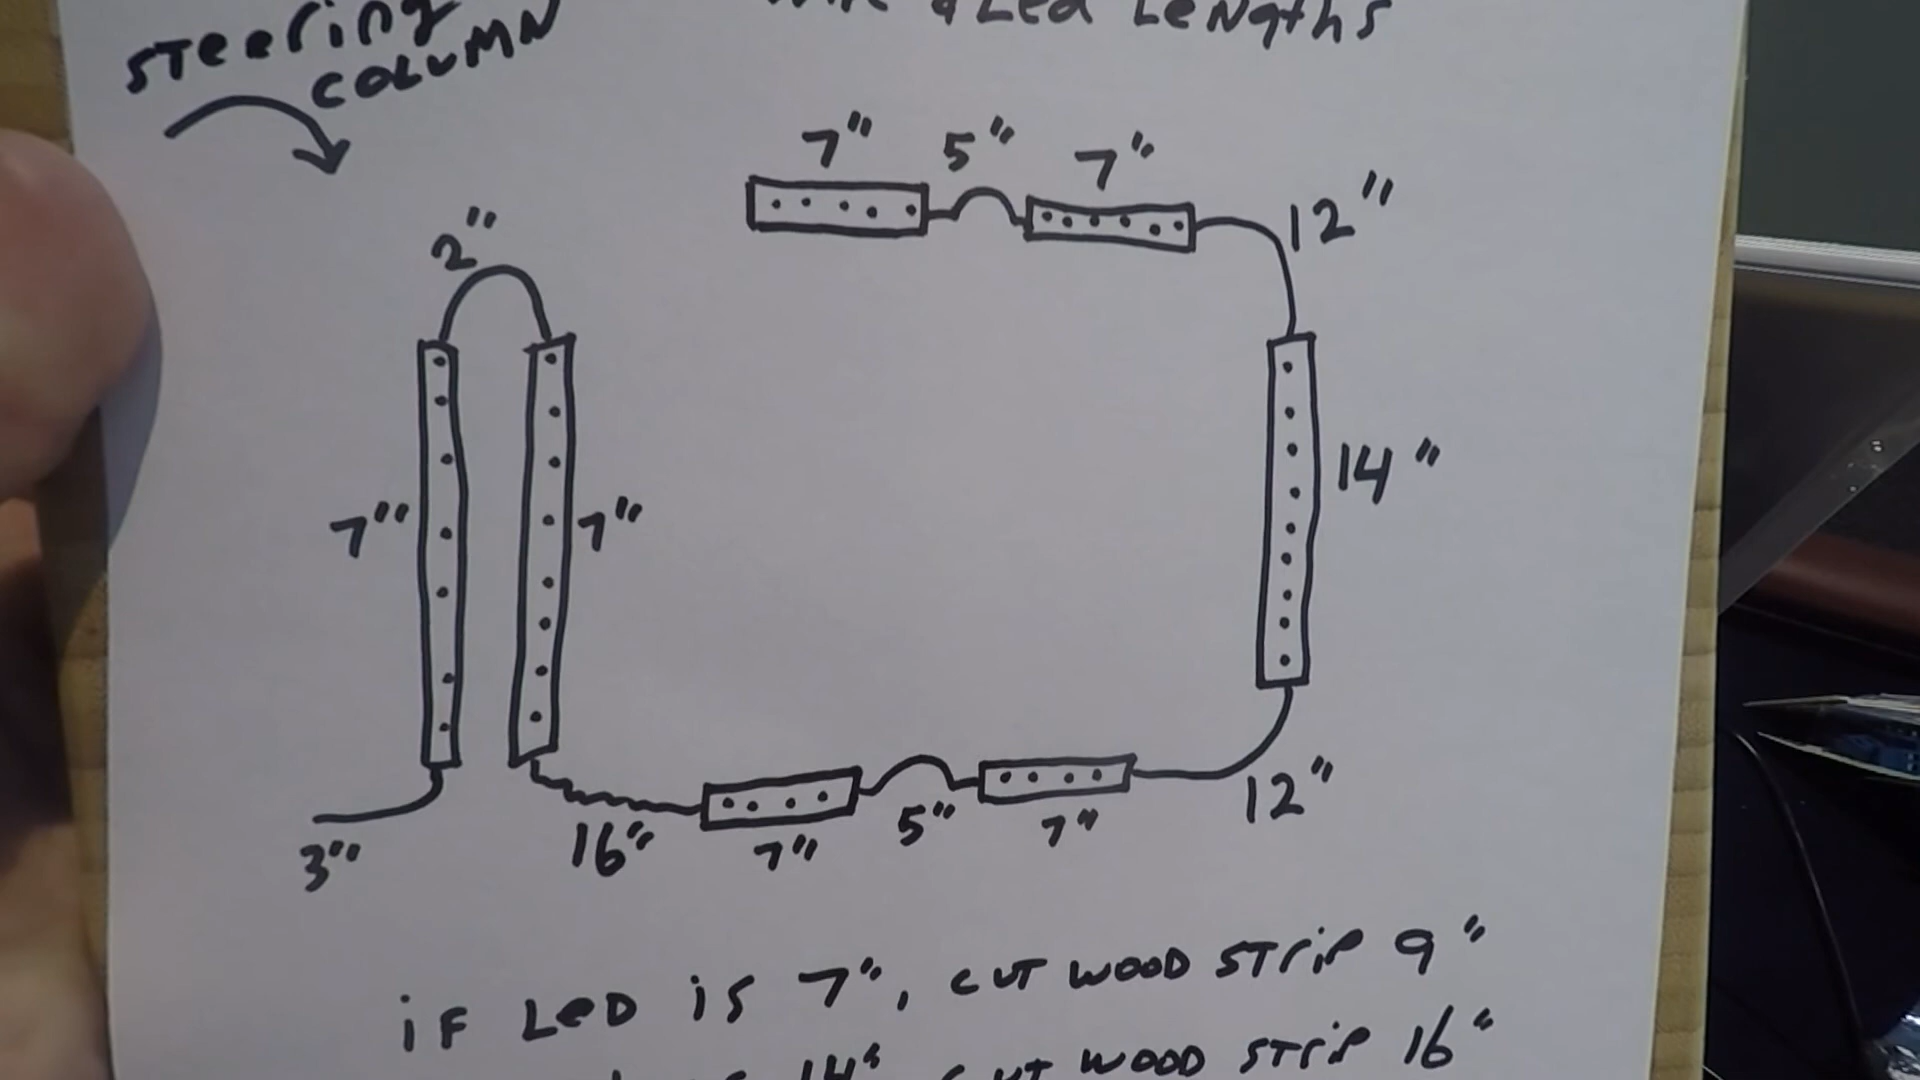 STeering
COLUMN
& Led Lengths
7" 5" 7"
12"
2"
14"
7"' 7"
3"' 16" 7" 5" 7" 12"
iF LeD is 7", cut wood strip 9"
14" cut wood strip 16"